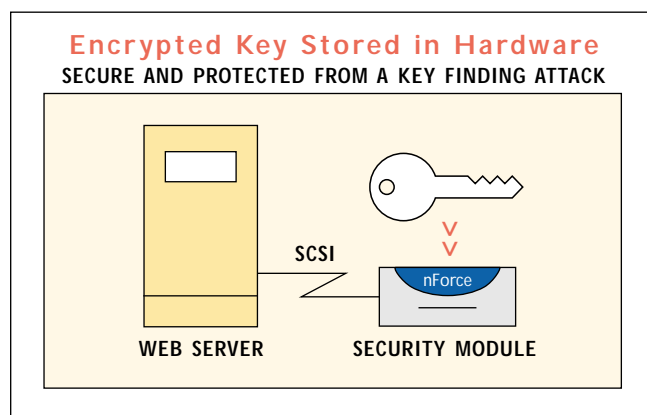 Encrypted Key Stored in Hardware
SECURE AND PROTECTED FROM A KEY FINDING ATTACK
SCSI
nForce
WEB SERVER
SECURITY MODULE